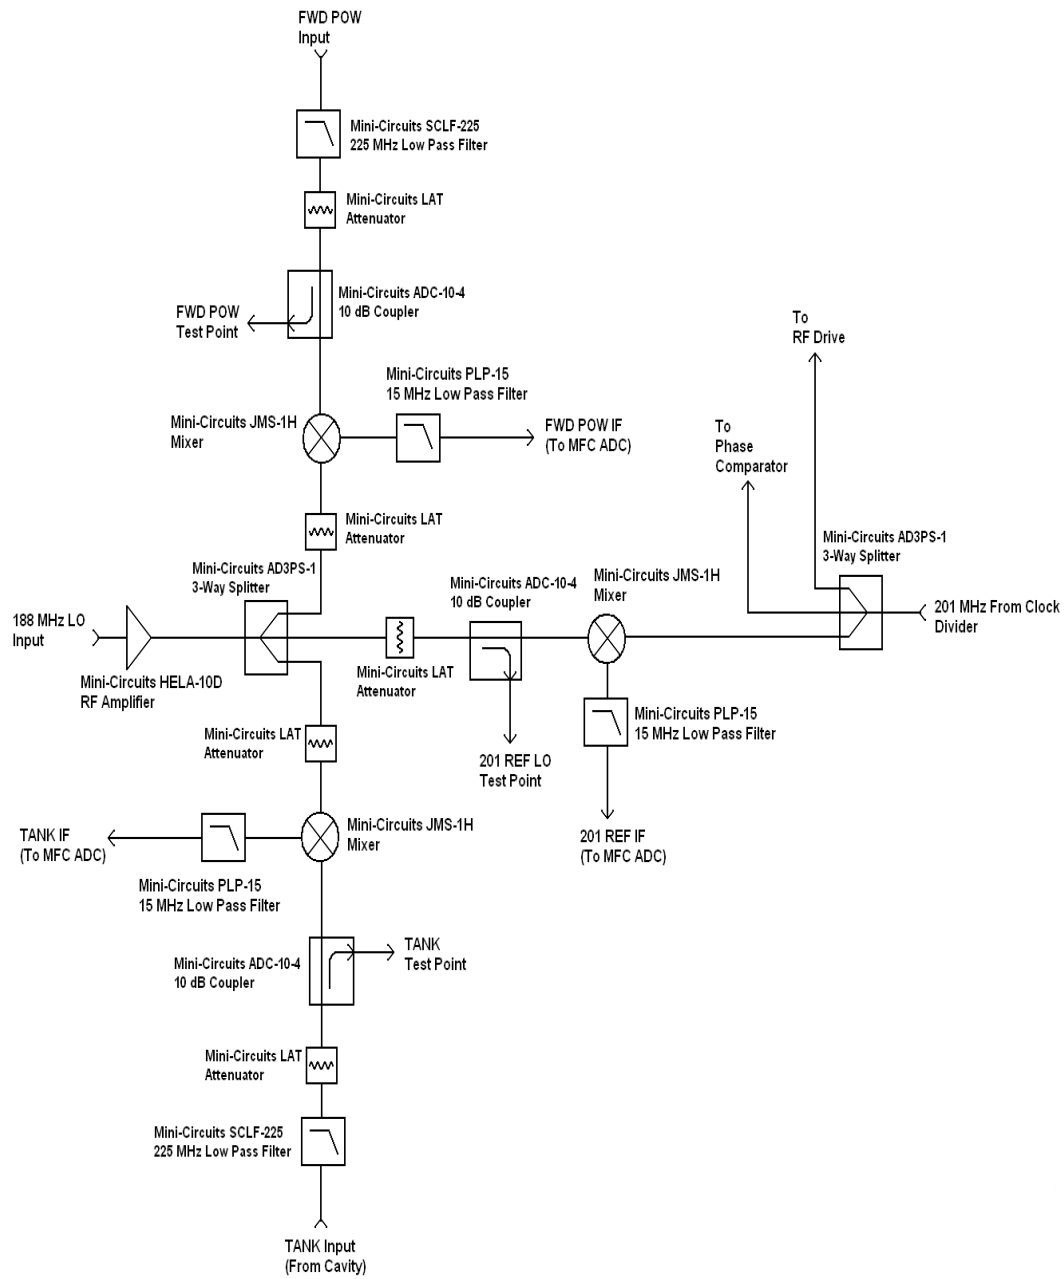 FWD POW
Input
Mini-Circuits SCLF-225
225 MHz Low Pass Filter
Mini-Circuits LAT
Attenuator
Mini-Circuits ADC-10-4
10 dB Coupler
FWD POW
Test Point
To
RF Drive
Mini-Circuits PLP-15
15 MHz Low Pass Filter
Mini-Circuits JMS-1H
Mixer
FWD POW IF
(To MFC ADC)
To
Phase
Comparator
Mini-Circuits LAT
Attenuator
Mini-Circuits AD3PS-1
3-Way Splitter
Mini-Circuits AD3PS-1
3-Way Splitter
Mini-Circuits ADC-10-4
10 dB Coupler
Mini-Circuits JMS-1H
Mixer
188 MHz LO
Input
201 MHz From Clock
Divider
Mini-Circuits HELA-10D
RF Amplifier
Mini-Circuits LAT
Attenuator
Mini-Circuits PLP-15
15 MHz Low Pass Filter
Mini-Circuits LAT
Attenuator
201 REF LO
Test Point
TANK IF
(To MFC ADC)
Mini-Circuits JMS-1H
Mixer
201 REF IF
(To MFC ADC)
Mini-Circuits PLP-15
15 MHz Low Pass Filter
Mini-Circuits ADC-10-4
10 dB Coupler
TANK
Test Point
Mini-Circuits LAT
Attenuator
Mini-Circuits SCLF-225
225 MHz Low Pass Filter
TANK Input
(From Cavity)